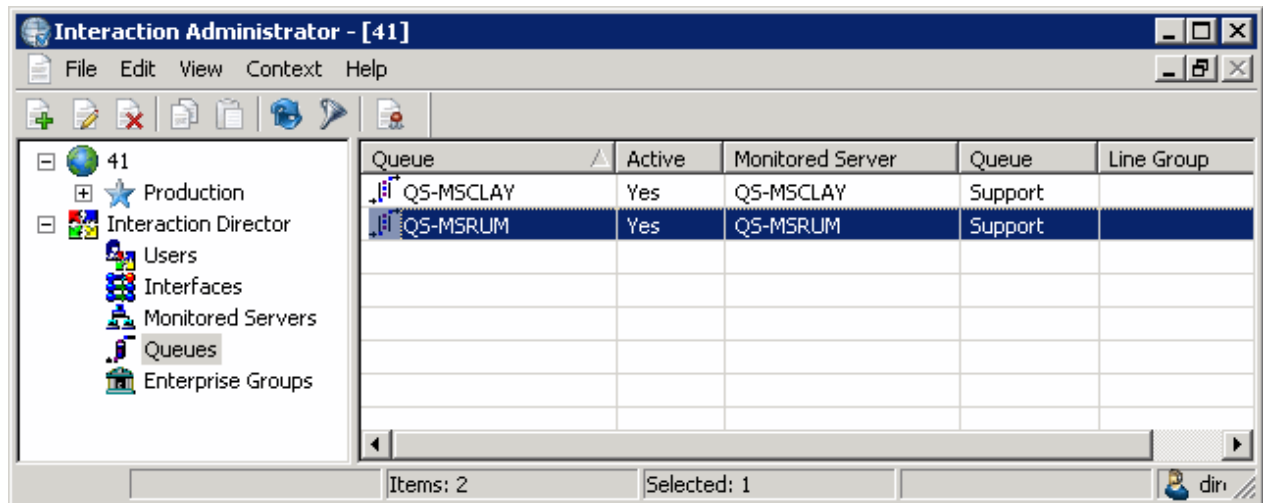 Interaction Administrator - [41]
File Edit View Context Help
41
Production
Interaction Director
Users
Interfaces
Monitored Servers
Queues
Enterprise Groups
Queue Active Monitored Server Queue Line Group
QS-MSCLAY Yes QS-MSCLAY Support
QS-MSRUM Yes QS-MSRUM Support
Items: 2 Selected: 1